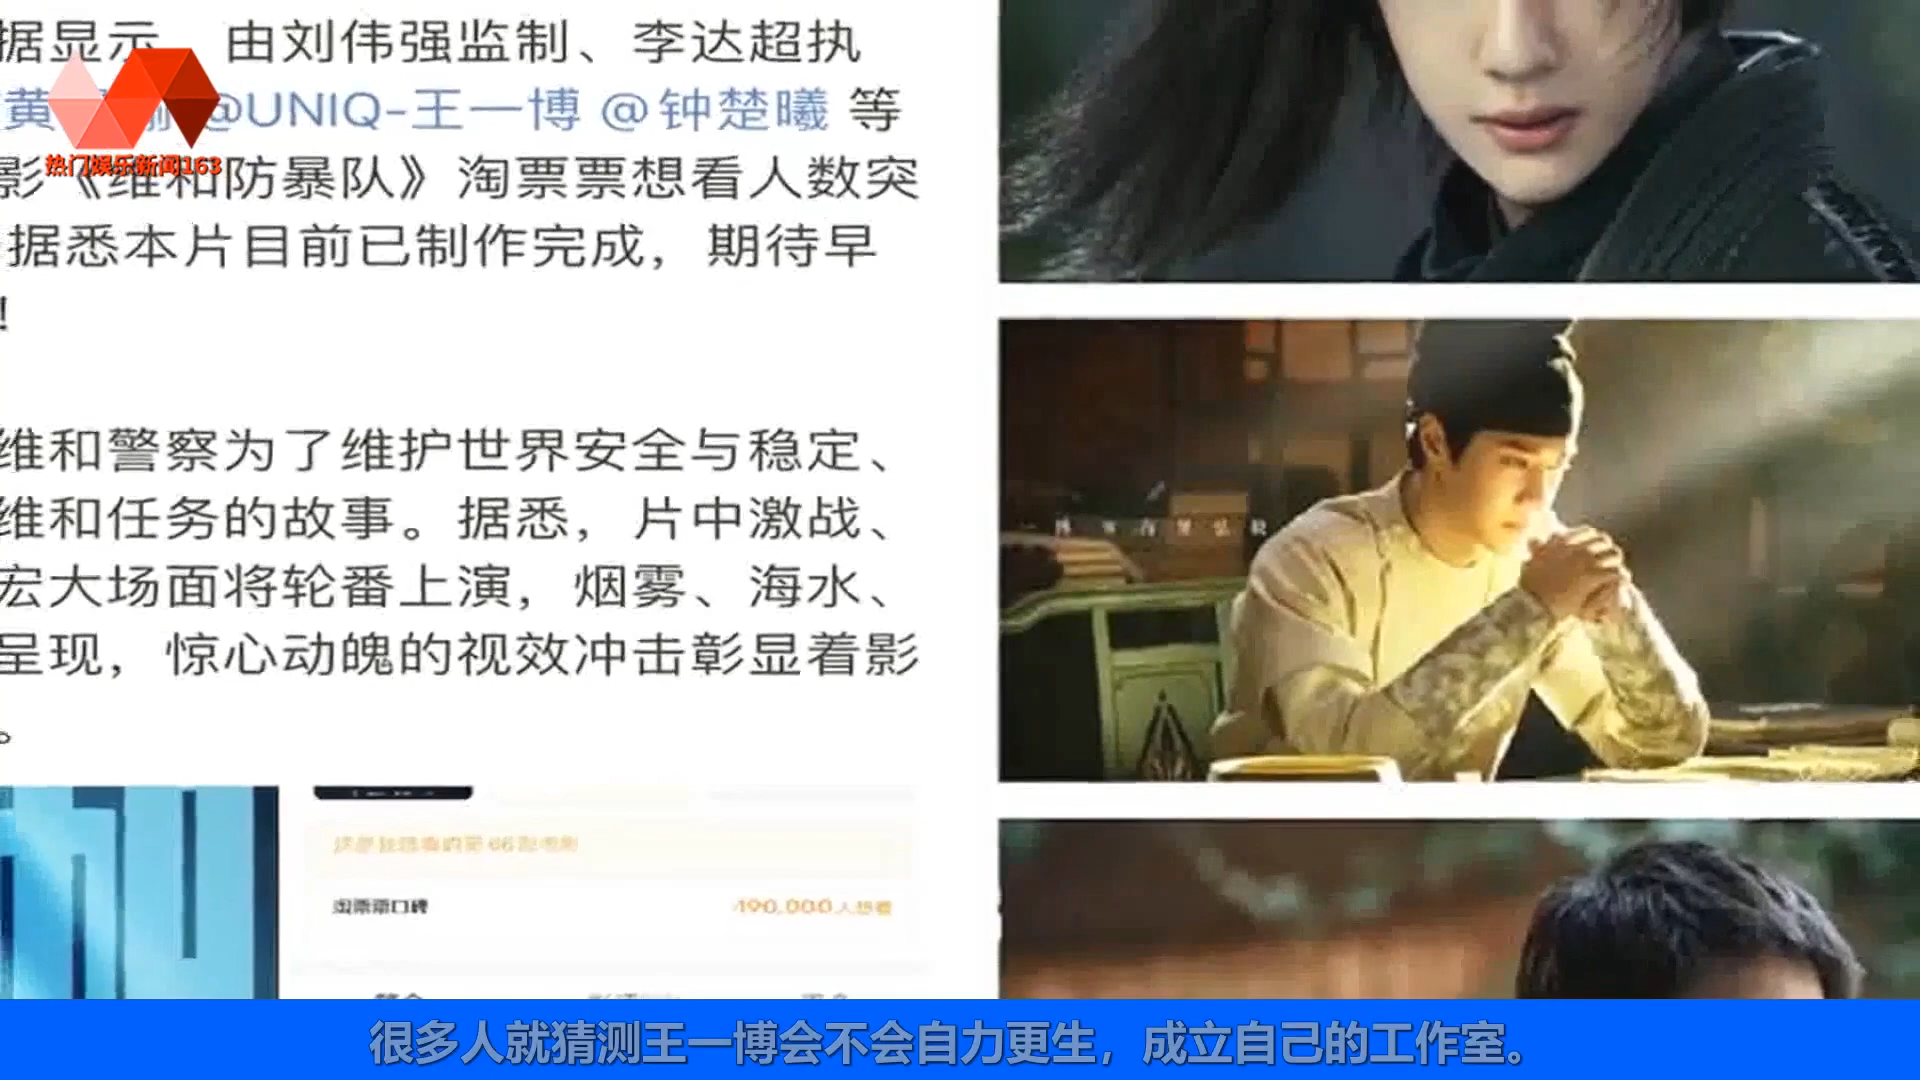 据显示，由刘伟强监制、李达超执
黄 @UNIQ-王一博 @钟楚曦 等
热门娱乐新闻163
影《维和防暴队》淘票票想看人数突
据悉本片目前已制作完成，期待早
!
维和警察为了维护世界安全与稳定、
维和任务的故事。据悉，片中激战、
宏大场面将轮番上演，烟雾、海水、
呈现，惊心动魄的视效冲击彰显着影
。
淘票票口碑
490,000人想看
很多人就猜测王一博会不会自力更生，成立自己的工作室。